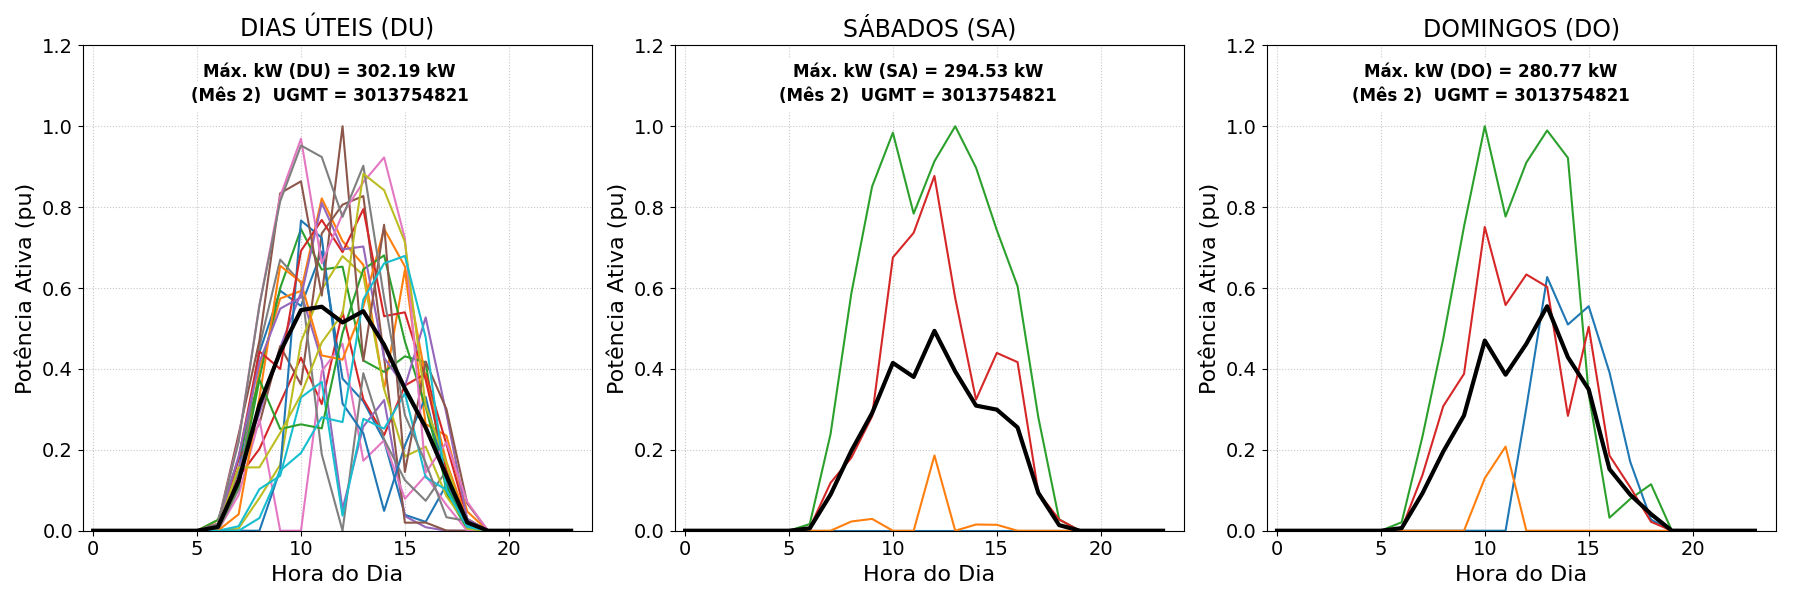 DIAS ÚTEIS (DU)
Máx. kW (DU) = 302.19 kW
(Mês 2)  UGMT = 3013754821
Potência Ativa (pu)
1.2
1.0
0.8
0.6
0.4
0.2
0.0
0 5 10 15 20
Hora do Dia
SÁBADOS (SA)
Máx. kW (SA) = 294.53 kW
(Mês 2)  UGMT = 3013754821
Potência Ativa (pu)
1.2
1.0
0.8
0.6
0.4
0.2
0.0
0 5 10 15 20
Hora do Dia
DOMINGOS (DO)
Máx. kW (DO) = 280.77 kW
(Mês 2)  UGMT = 3013754821
Potência Ativa (pu)
1.2
1.0
0.8
0.6
0.4
0.2
0.0
0 5 10 15 20
Hora do Dia